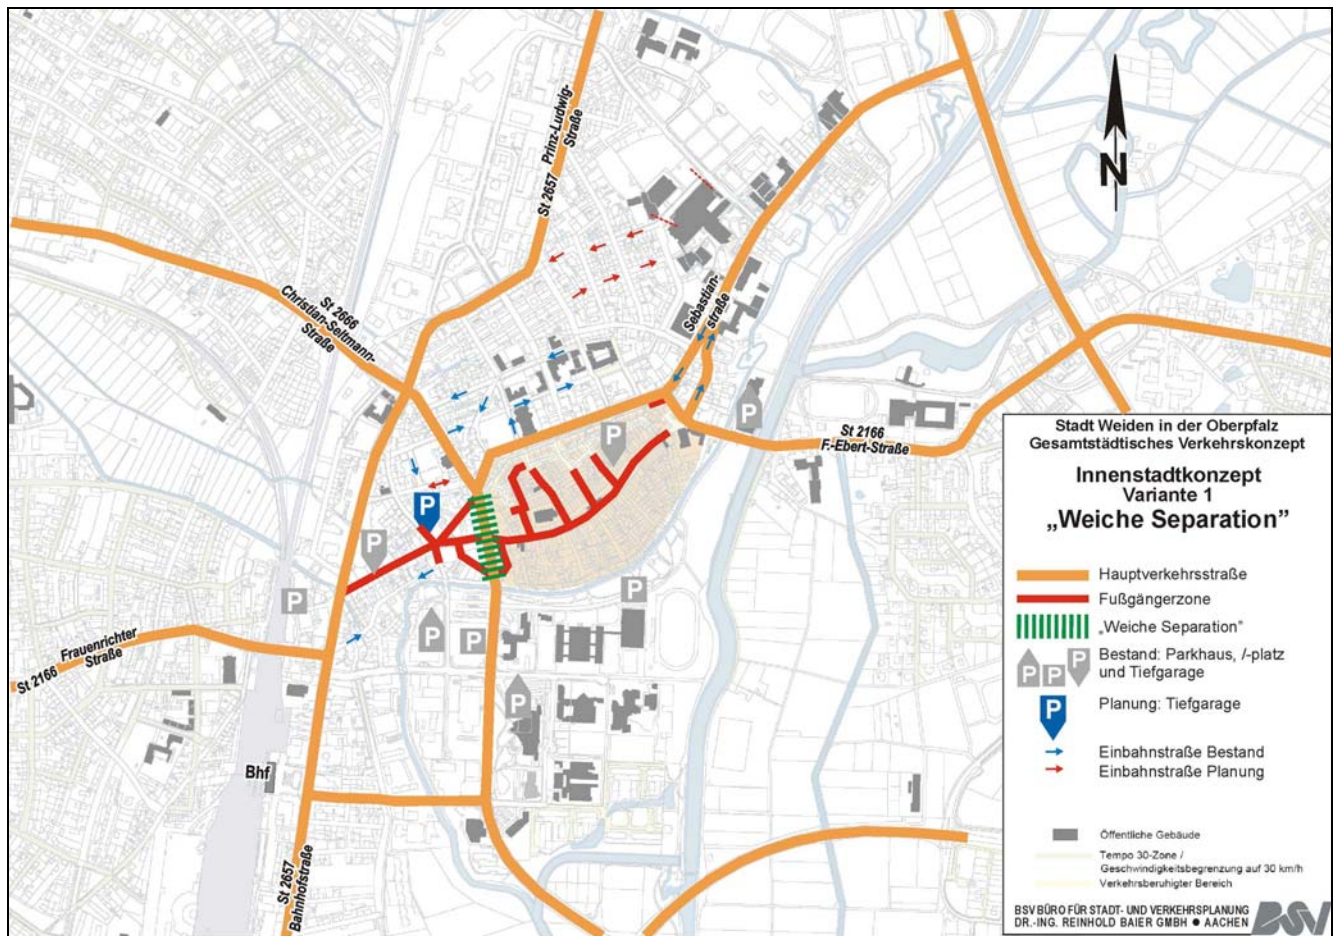 St 2657
Prinz-Ludwig-
Straße
N
St 2666
Christian-Seltmann-
Straße
Sebastian-
straße
P
P
St 2166
F.-Ebert-Straße
P
P
P
P
P
P
P
St 2166
Frauenrichter
Straße
Bhf
St 2657
Bahnhofstraße
Stadt Weiden in der Oberpfalz
Gesamtstädtisches Verkehrskonzept
Innenstadtkonzept
Variante 1
„Weiche Separation”
Hauptverkehrsstraße
Fußgängerzone
„Weiche Separation”
P P P
Bestand: Parkhaus, /-platz
und Tiefgarage
P
Planung: Tiefgarage
Einbahnstraße Bestand
Einbahnstraße Planung
Öffentliche Gebäude
Tempo 30-Zone /
Geschwindigkeitsbegrenzung auf 30 km/h
Verkehrsberuhigter Bereich
BSV BÜRO FÜR STADT- UND VERKEHRSPLANUNG
DR.-ING. REINHOLD BAIER GMBH ● AACHEN
BSV